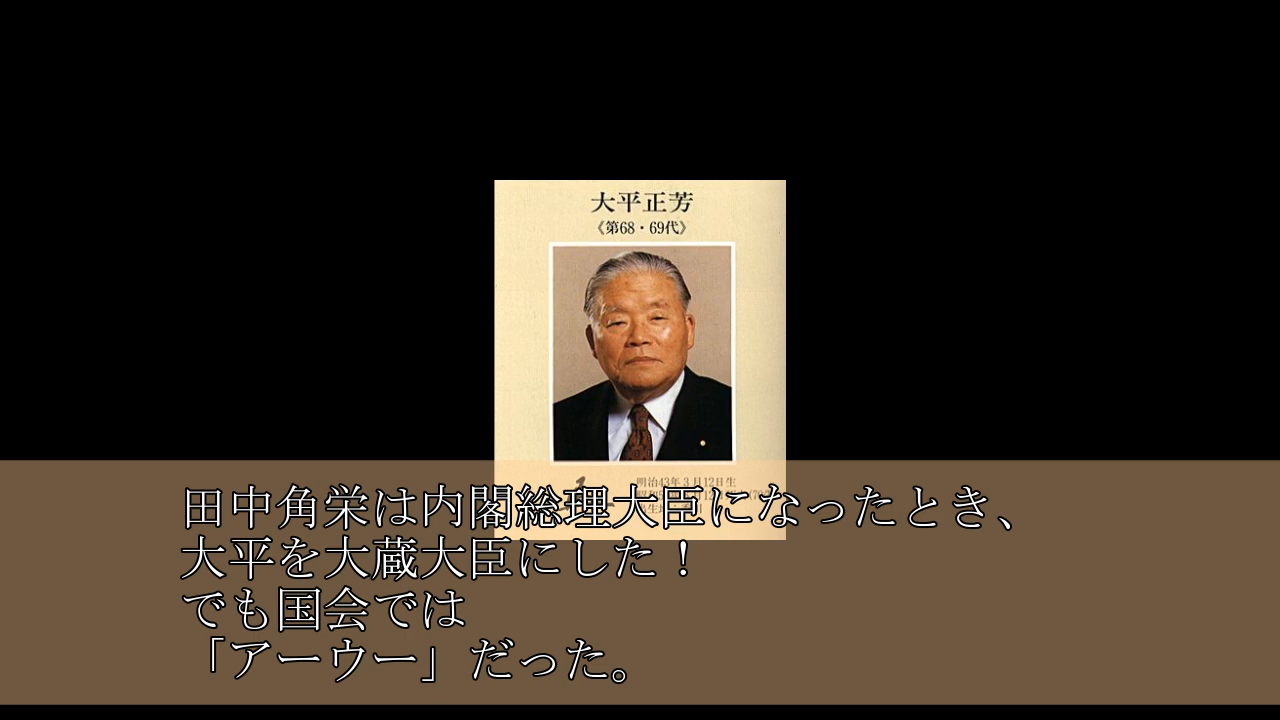 大平正芳
《第68・69代》
明治43年3月12日生
田中角栄は内閣総理大臣になったとき、
大平を大蔵大臣にした！
でも国会では
「アーウー」だった。